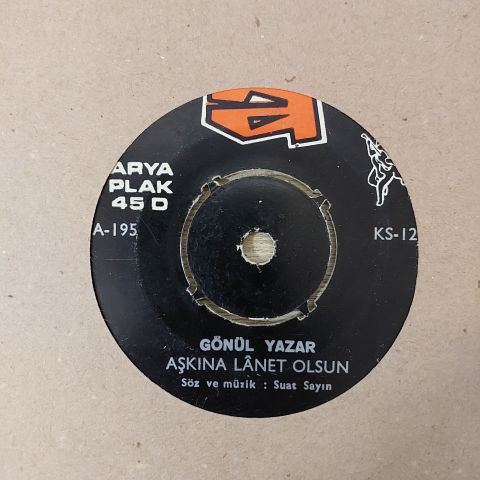 ARYA
PLAK
45 D
A-195
KS-12
GÖNÜL YAZAR
AŞKINA LÂNET OLSUN
Söz ve müzik : Suat Sayın